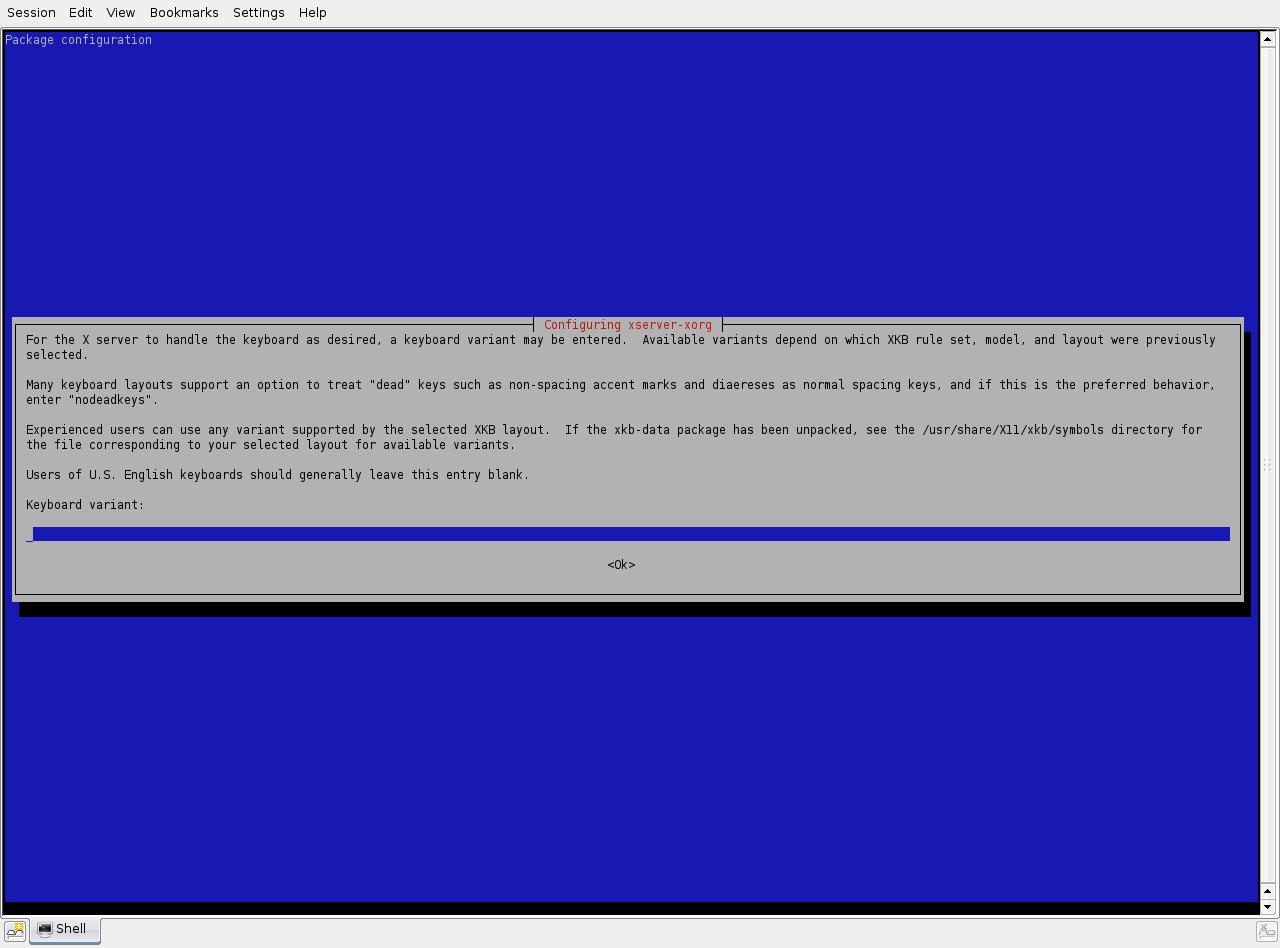 Session Edit View Bookmarks Settings Help
Package configuration
Configuring xserver-xorg
For the X server to handle the keyboard as desired, a keyboard variant may be entered.  Available variants depend on which XKB rule set, model, and layout were previously
selected.
Many keyboard layouts support an option to treat "dead" keys such as non-spacing accent marks and diaereses as normal spacing keys, and if this is the preferred behavior,
enter "nodeadkeys".
Experienced users can use any variant supported by the selected XKB layout.  If the xkb-data package has been unpacked, see the /usr/share/X11/xkb/symbols directory for
the file corresponding to your selected layout for available variants.
Users of U.S. English keyboards should generally leave this entry blank.
Keyboard variant:
<Ok>
Shell